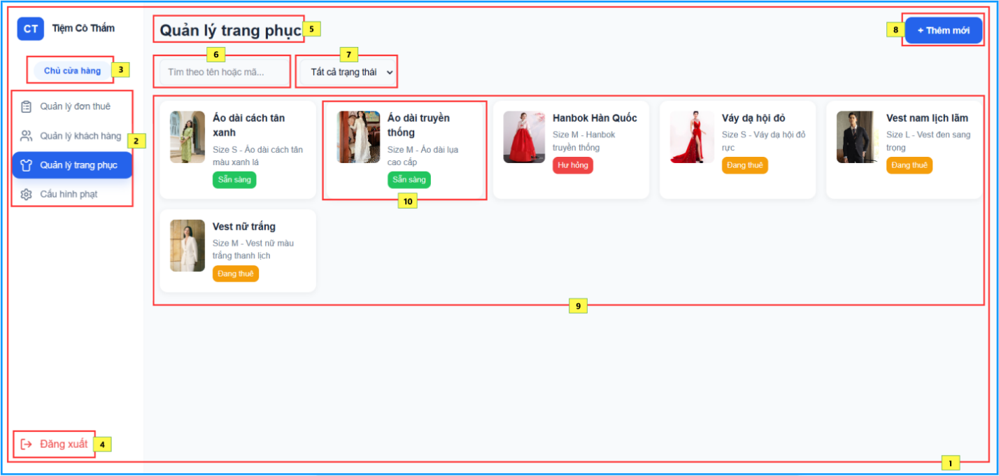 CT
Tiệm Cô Thắm
Chủ cửa hàng
3
Quản lý đơn thuê
Quản lý khách hàng
2
Quản lý trang phục
Cấu hình phạt
Đăng xuất
4
Quản lý trang phục
5
8
+ Thêm mới
6
7
Tìm theo tên hoặc mã...
Tất cả trạng thái
Áo dài cách tân
xanh
Size S - Áo dài cách tân
màu xanh lá
Sẵn sàng
Áo dài truyền
thống
Size M - Áo dài lụa
cao cấp
Sẵn sàng
10
Hanbok Hàn Quốc
Size M - Hanbok
truyền thống
Hư hỏng
Váy dạ hội đỏ
Size S - Váy dạ hội đỏ
rực
Đang thuê
Vest nam lịch lãm
Size L - Vest đen sang
trọng
Đang thuê
Vest nữ trắng
Size M - Vest nữ màu
trắng thanh lịch
Đang thuê
9
1